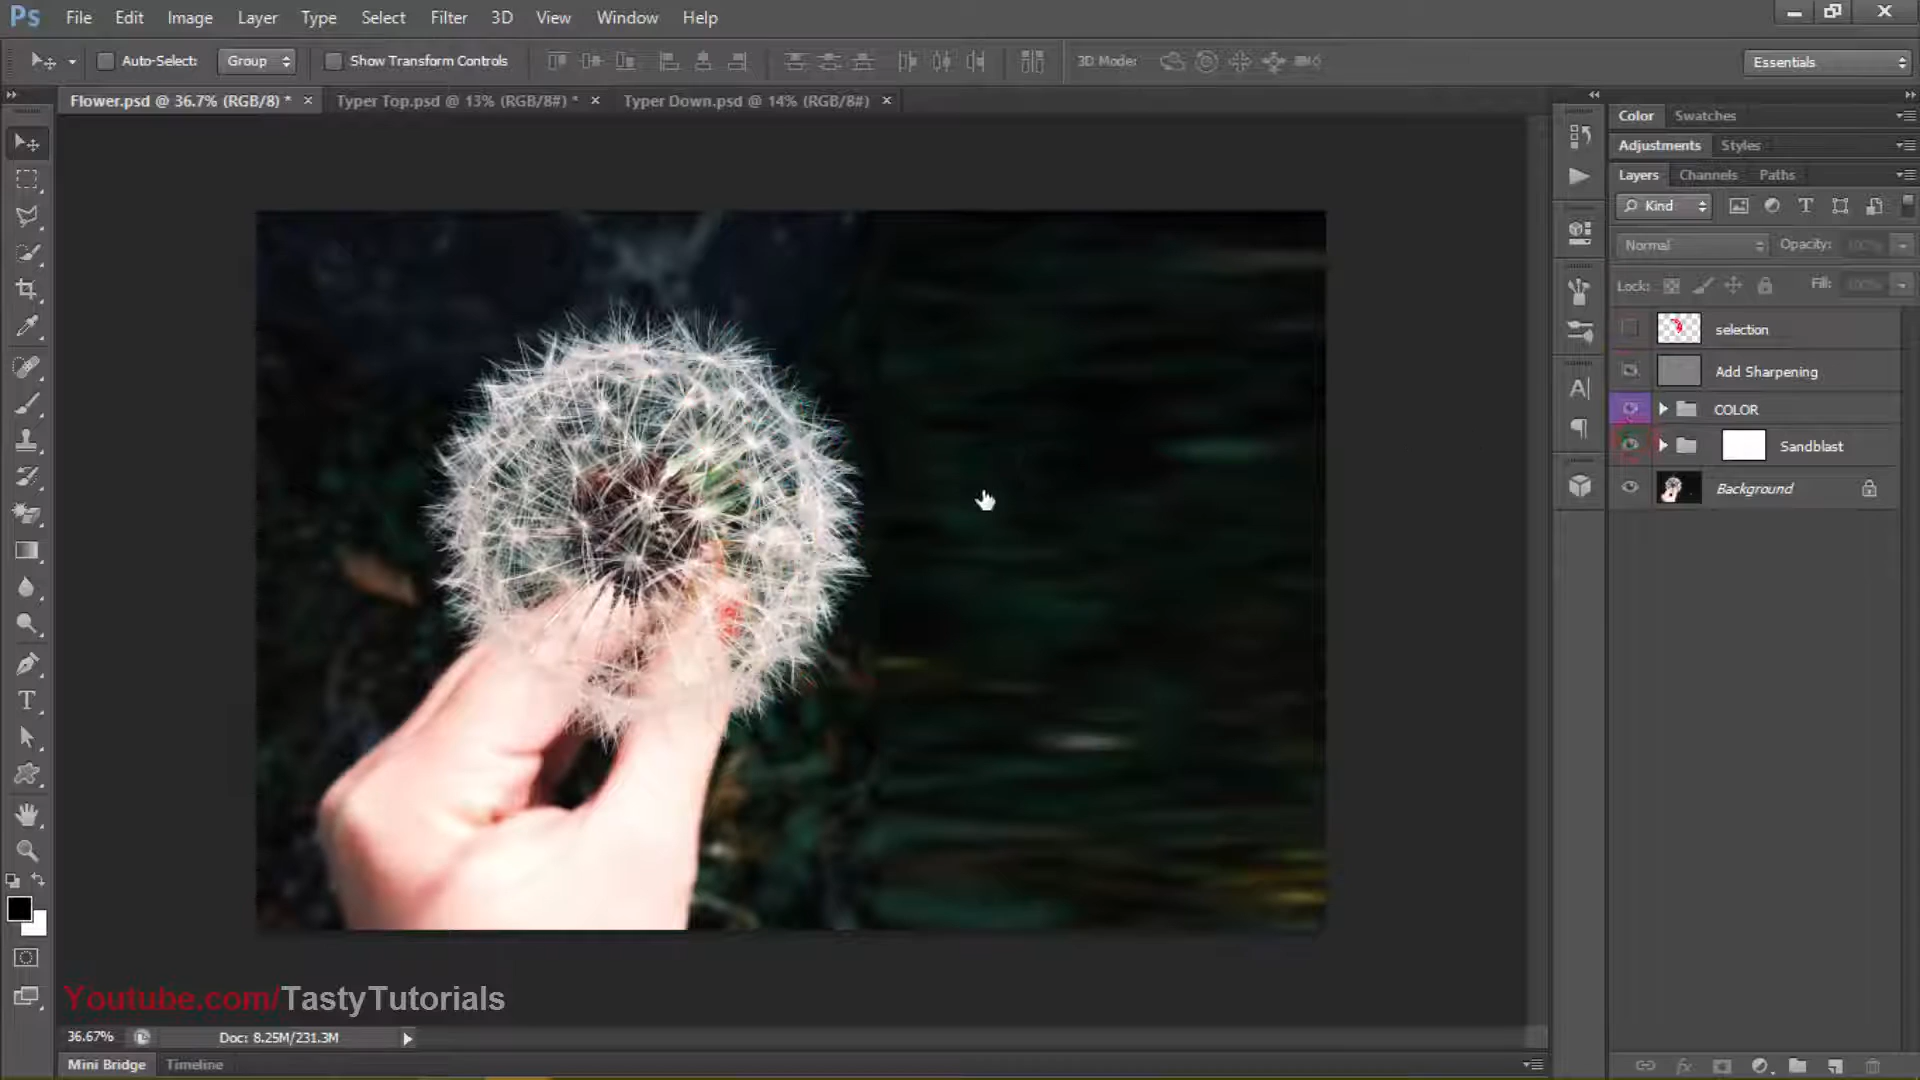 Ps File Edit Image Layer Type Select Filter 3D View Window Help
Auto-Select: Group Show Transform Controls 3D Mode: Essentials
Flower.psd @ 36.7% (RGB/8) * × Typer Top.psd @ 13% (RGB/8#) * × Typer Down.psd @ 14% (RGB/8#) ×
Color Swatches
Adjustments Styles
Layers Channels Paths
Kind
Normal Opacity: 100%
Lock: Fill: 100%
selection
Add Sharpening
COLOR
Sandblast
Background
Youtube.com/TastyTutorials
36.67% Doc: 8.25M/231.3M
Mini Bridge Timeline